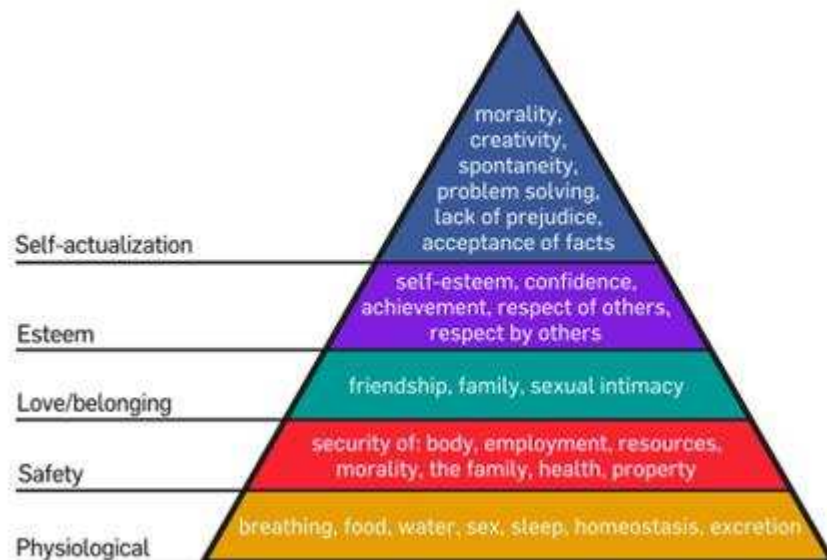 morality,
creativity,
spontaneity,
problem solving,
lack of prejudice,
acceptance of facts
Self-actualization
self-esteem, confidence,
achievement, respect of others,
respect by others
Esteem
friendship, family, sexual intimacy
Love/belonging
security of: body, employment, resources,
morality, the family, health, property
Safety
breathing, food, water, sex, sleep, homeostasis, excretion
Physiological